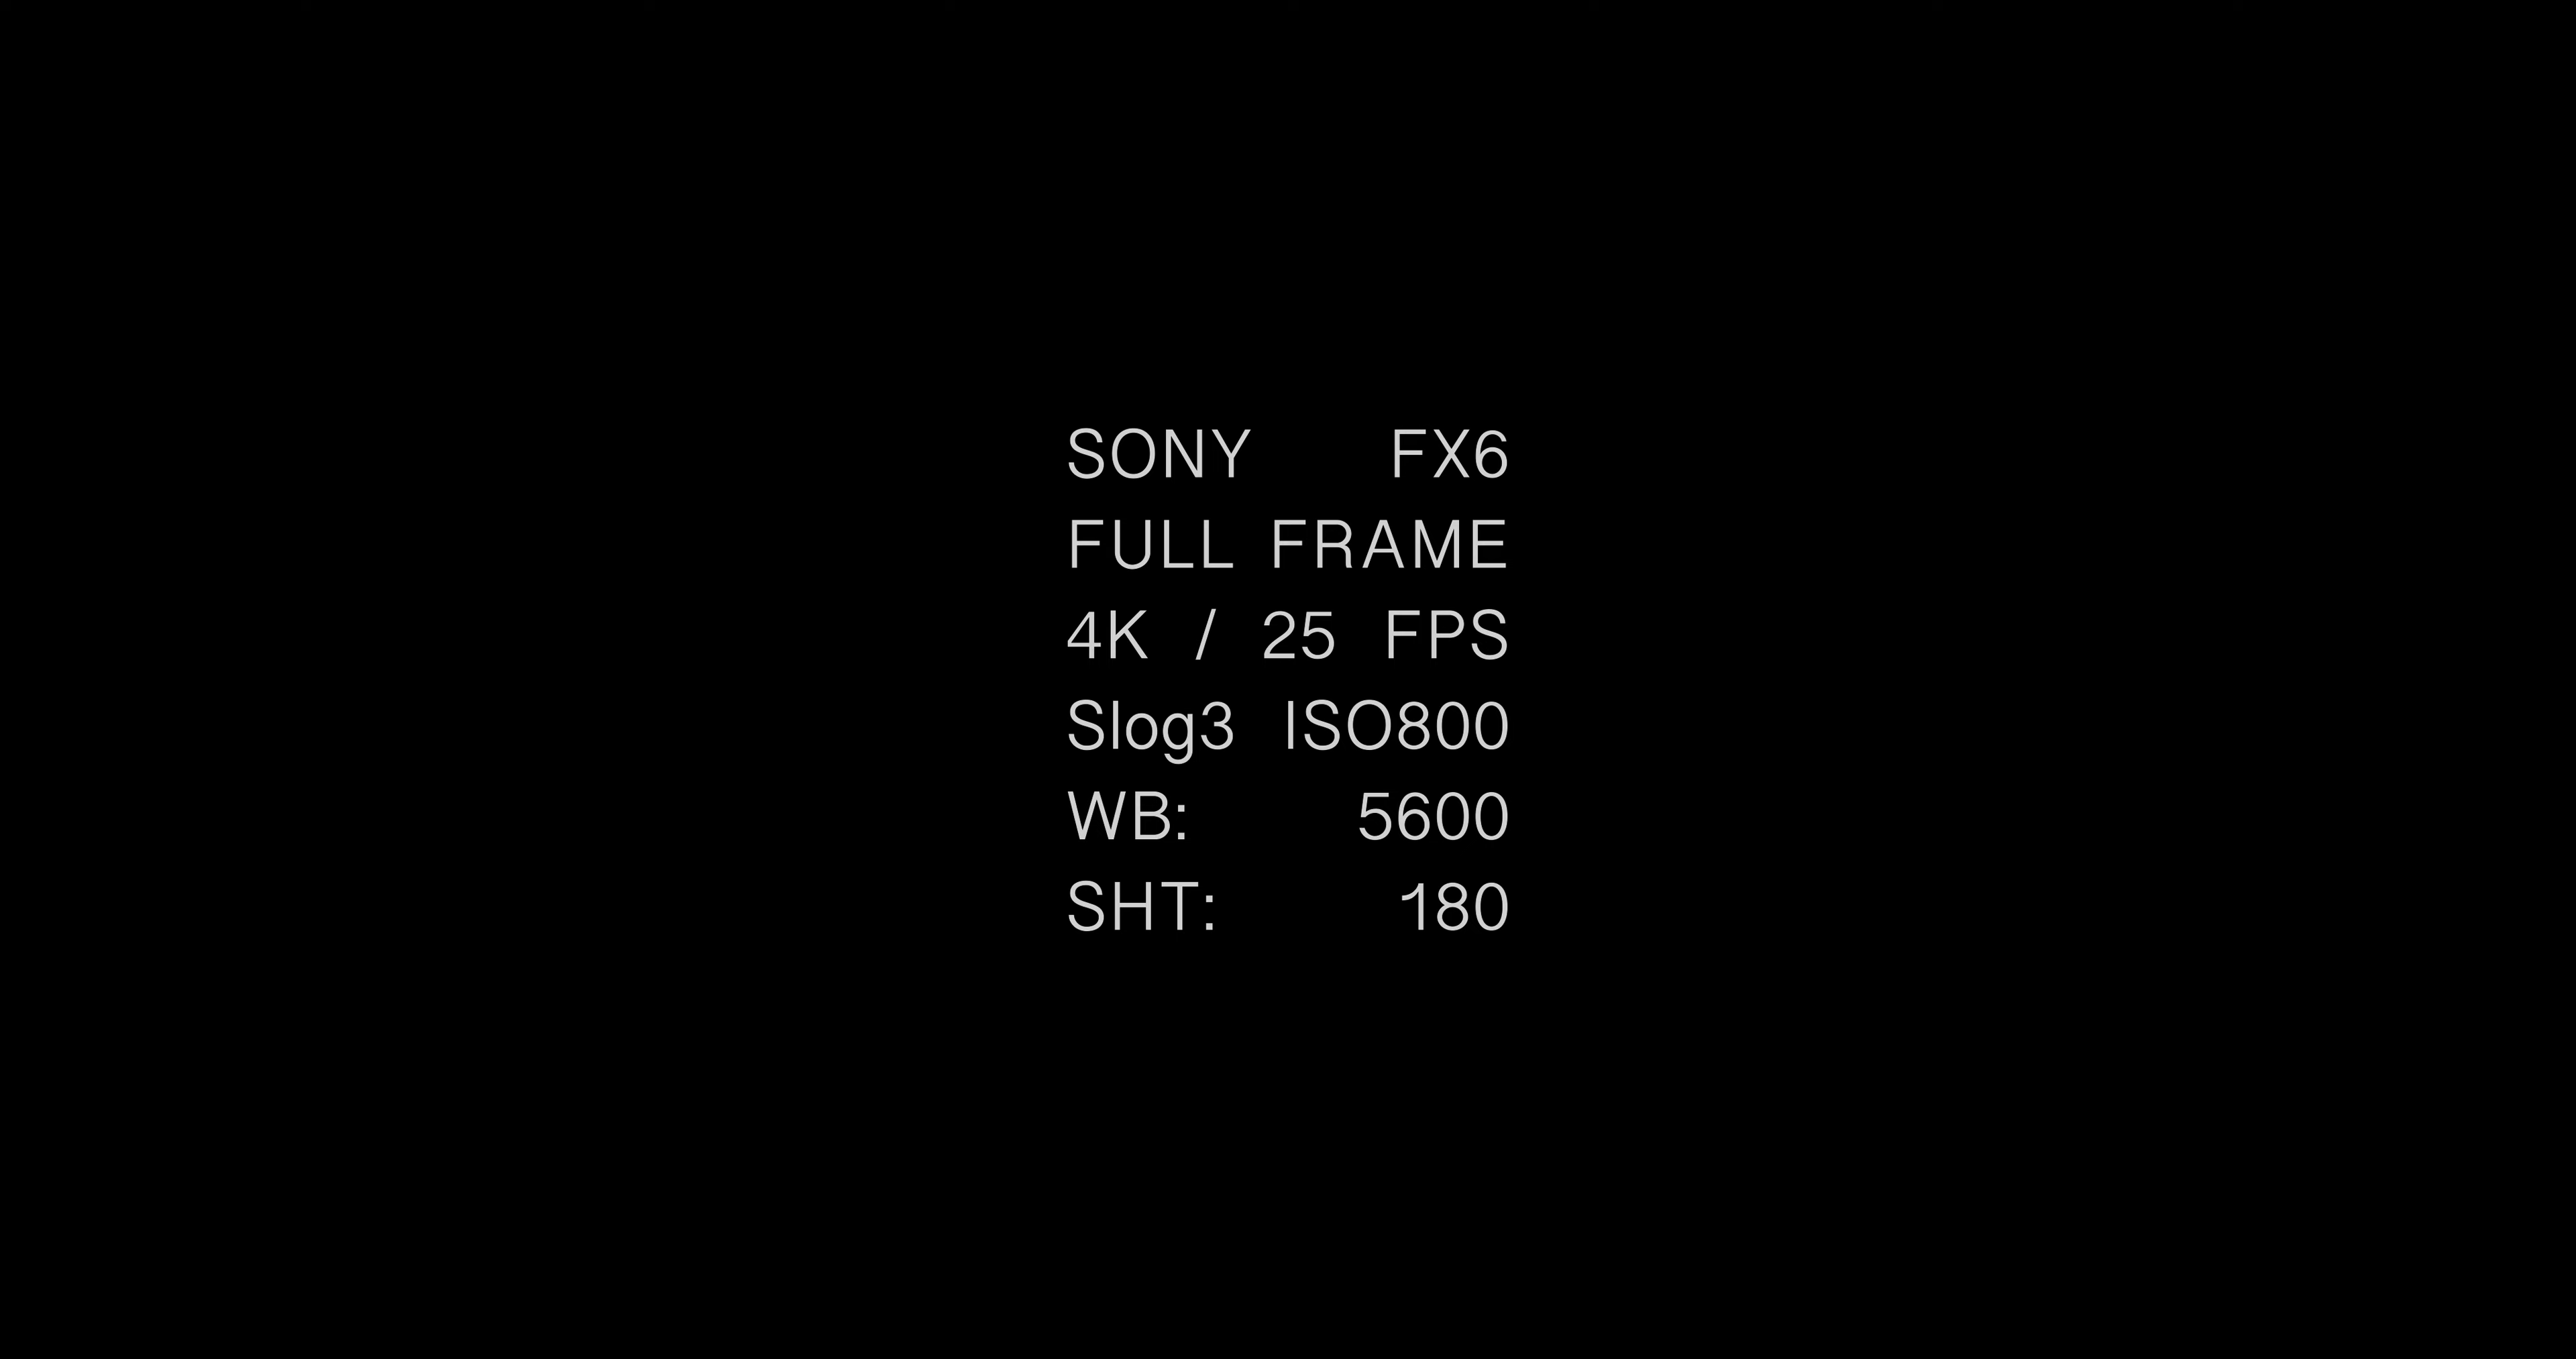 SONY FX6
FULL FRAME
4K / 25 FPS
Slog3 ISO800
WB: 5600
SHT: 180